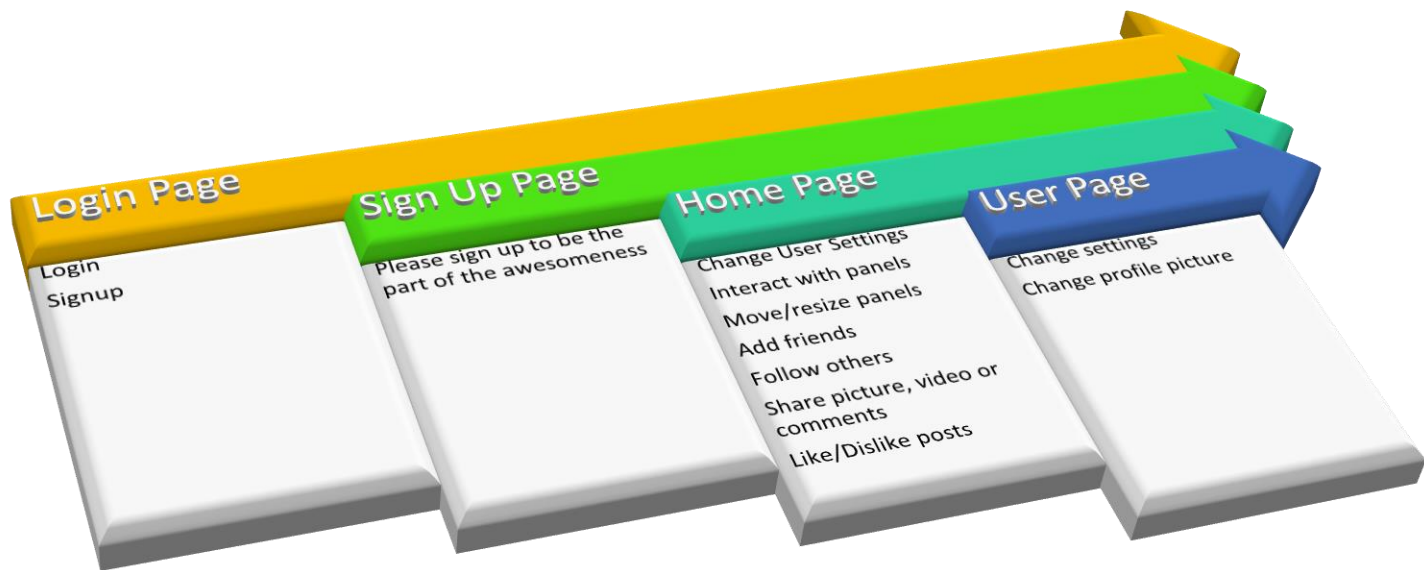 Login Page
Login
Signup
Sign Up Page
Please sign up to be the
part of the awesomeness
Home Page
Change User Settings
Interact with panels
Move/resize panels
Add friends
Follow others
Share picture, video or
comments
Like/Dislike posts
User Page
Change settings
Change profile picture